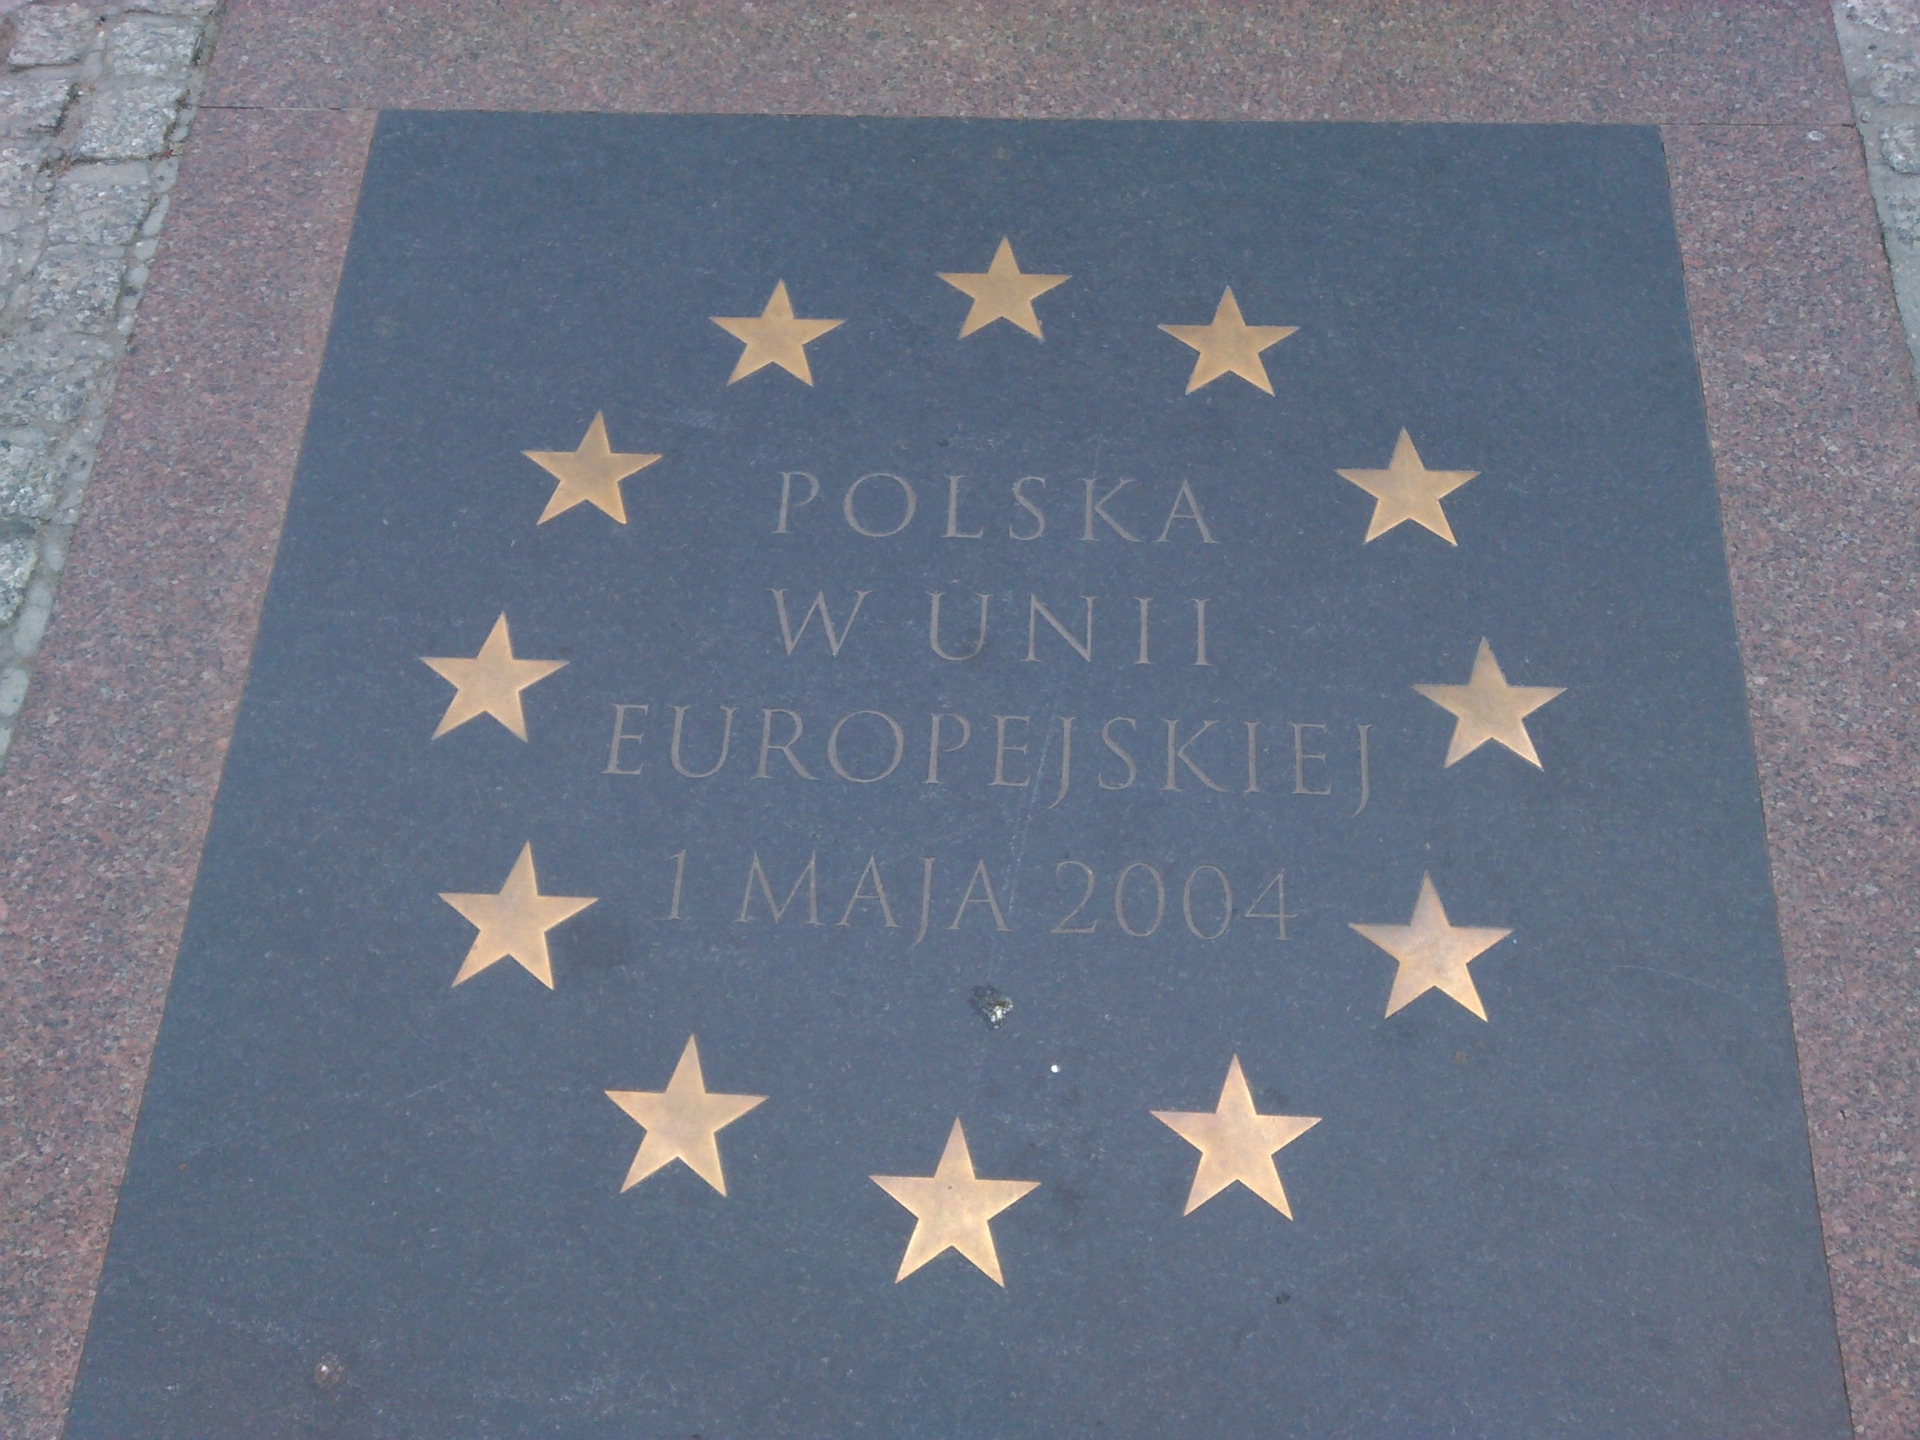 POLSKA
W UNII
EUROPEJSKIEJ
1 MAJA 2004